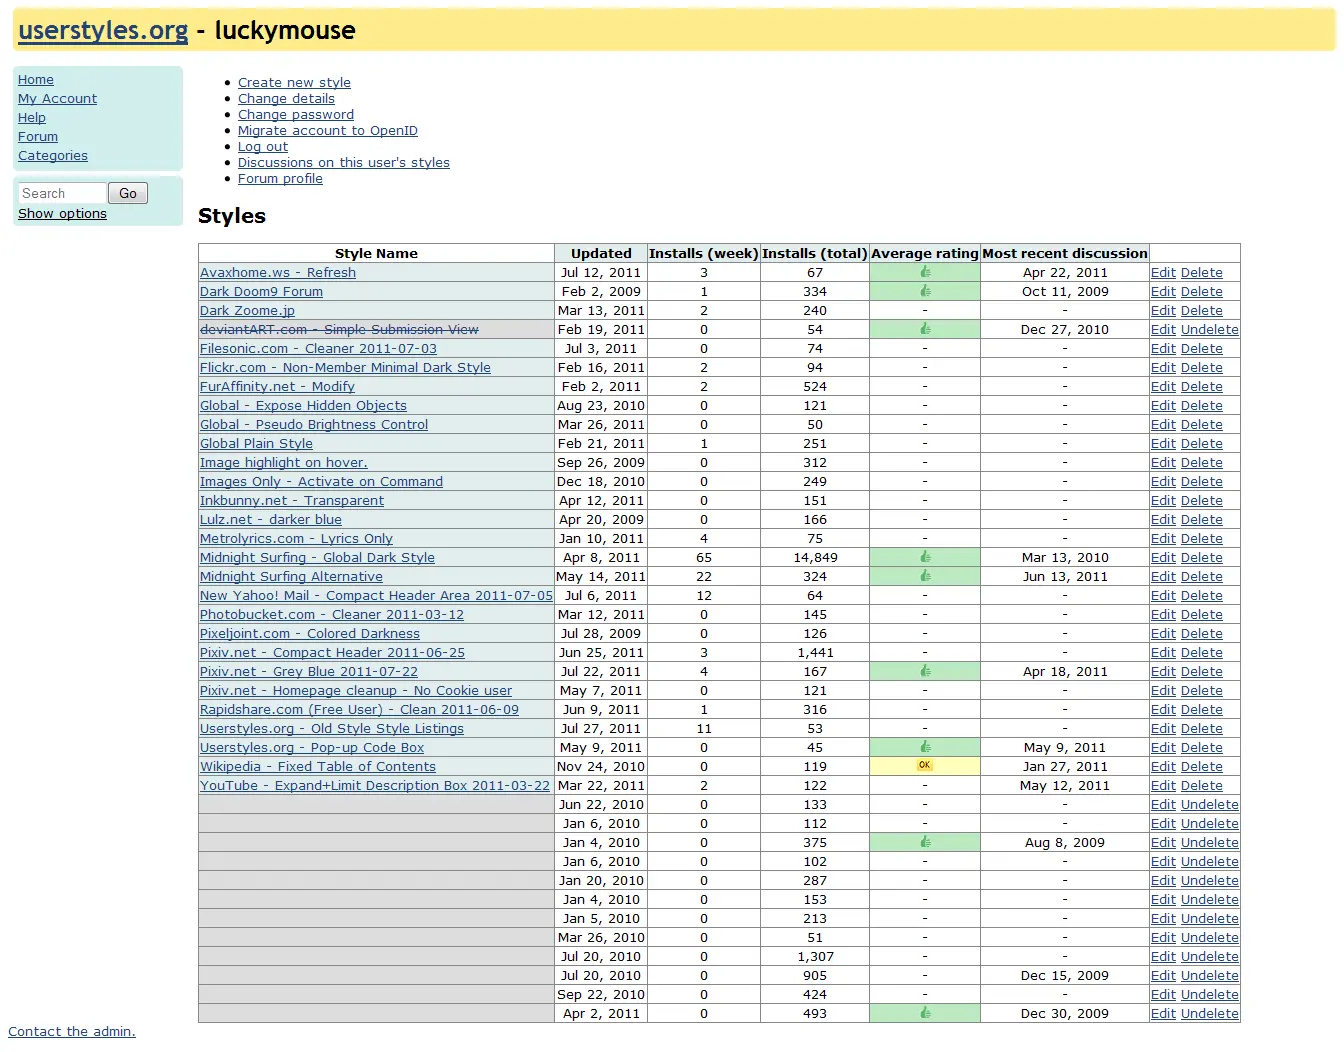 userstyles.org - luckymouse
Home
My Account
Help
Forum
Categories
Search Go
Show options
Create new style
Change details
Change password
Migrate account to OpenID
Log out
Discussions on this user's styles
Forum profile
Styles
Style Name Updated Installs (week) Installs (total) Average rating Most recent discussion
Avaxhome.ws - Refresh Jul 12, 2011 3 67 Apr 22, 2011 Edit Delete
Dark Doom9 Forum Feb 2, 2009 1 334 Oct 11, 2009 Edit Delete
Dark Zoome.jp Mar 13, 2011 2 240 - - Edit Delete
deviantART.com - Simple Submission View Feb 19, 2011 0 54 Dec 27, 2010 Edit Undelete
Filesonic.com - Cleaner 2011-07-03 Jul 3, 2011 0 74 - - Edit Delete
Flickr.com - Non-Member Minimal Dark Style Feb 16, 2011 2 94 - - Edit Delete
FurAffinity.net - Modify Feb 2, 2011 2 524 - - Edit Delete
Global - Expose Hidden Objects Aug 23, 2010 0 121 - - Edit Delete
Global - Pseudo Brightness Control Mar 26, 2011 0 50 - - Edit Delete
Global Plain Style Feb 21, 2011 1 251 - - Edit Delete
Image highlight on hover. Sep 26, 2009 0 312 - - Edit Delete
Images Only - Activate on Command Dec 18, 2010 0 249 - - Edit Delete
Inkbunny.net - Transparent Apr 12, 2011 0 151 - - Edit Delete
Lulz.net - darker blue Apr 20, 2009 0 166 - - Edit Delete
Metrolyrics.com - Lyrics Only Jan 10, 2011 4 75 - - Edit Delete
Midnight Surfing - Global Dark Style Apr 8, 2011 65 14,849 Mar 13, 2010 Edit Delete
Midnight Surfing Alternative May 14, 2011 22 324 Jun 13, 2011 Edit Delete
New Yahoo! Mail - Compact Header Area 2011-07-05 Jul 6, 2011 12 64 - - Edit Delete
Photobucket.com - Cleaner 2011-03-12 Mar 12, 2011 0 145 - - Edit Delete
Pixeljoint.com - Colored Darkness Jul 28, 2009 0 126 - - Edit Delete
Pixiv.net - Compact Header 2011-06-25 Jun 25, 2011 3 1,441 - - Edit Delete
Pixiv.net - Grey Blue 2011-07-22 Jul 22, 2011 4 167 Apr 18, 2011 Edit Delete
Pixiv.net - Homepage cleanup - No Cookie user May 7, 2011 0 121 - - Edit Delete
Rapidshare.com (Free User) - Clean 2011-06-09 Jun 9, 2011 1 316 - - Edit Delete
Userstyles.org - Old Style Style Listings Jul 27, 2011 11 53 - - Edit Delete
Userstyles.org - Pop-up Code Box May 9, 2011 0 45 May 9, 2011 Edit Delete
Wikipedia - Fixed Table of Contents Nov 24, 2010 0 119 OK Jan 27, 2011 Edit Delete
YouTube - Expand+Limit Description Box 2011-03-22 Mar 22, 2011 2 122 - May 12, 2011 Edit Delete
Jun 22, 2010 0 133 - - Edit Undelete
Jan 6, 2010 0 112 - - Edit Undelete
Jan 4, 2010 0 375 Aug 8, 2009 Edit Undelete
Jan 6, 2010 0 102 - - Edit Undelete
Jan 20, 2010 0 287 - - Edit Undelete
Jan 4, 2010 0 153 - - Edit Undelete
Jan 5, 2010 0 213 - - Edit Undelete
Mar 26, 2010 0 51 - - Edit Undelete
Jul 20, 2010 0 1,307 - - Edit Undelete
Jul 20, 2010 0 905 - Dec 15, 2009 Edit Undelete
Sep 22, 2010 0 424 - - Edit Undelete
Apr 2, 2011 0 493 Dec 30, 2009 Edit Undelete
Contact the admin.